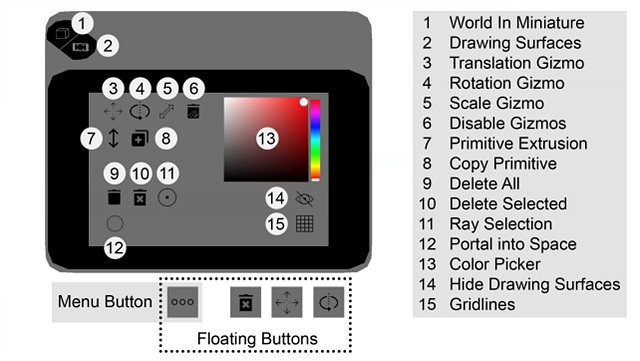 1
2
3 4 5 6
7 8 13
9 10 11
14
15
12
Menu Button
Floating Buttons
1 World In Miniature
2 Drawing Surfaces
3 Translation Gizmo
4 Rotation Gizmo
5 Scale Gizmo
6 Disable Gizmos
7 Primitive Extrusion
8 Copy Primitive
9 Delete All
10 Delete Selected
11 Ray Selection
12 Portal into Space
13 Color Picker
14 Hide Drawing Surfaces
15 Gridlines